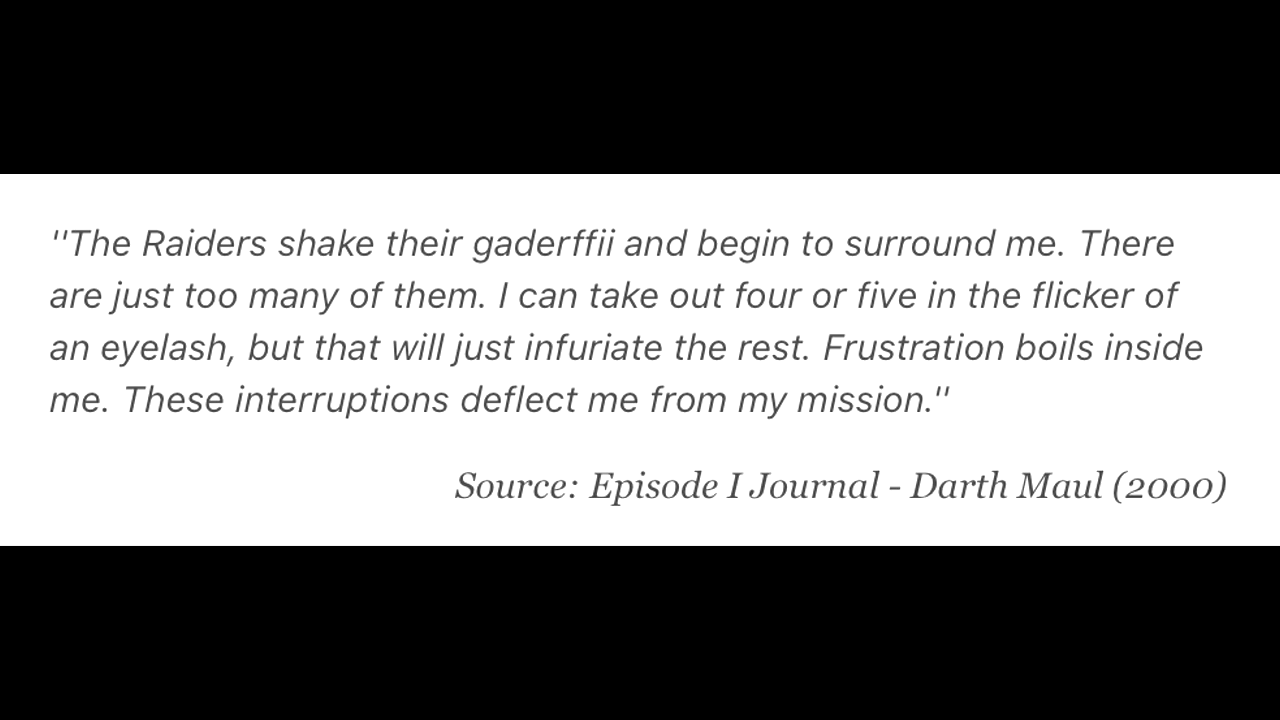 ''The Raiders shake their gaderffii and begin to surround me. There
are just too many of them. I can take out four or five in the flicker of
an eyelash, but that will just infuriate the rest. Frustration boils inside
me. These interruptions deflect me from my mission.''
Source: Episode I Journal - Darth Maul (2000)